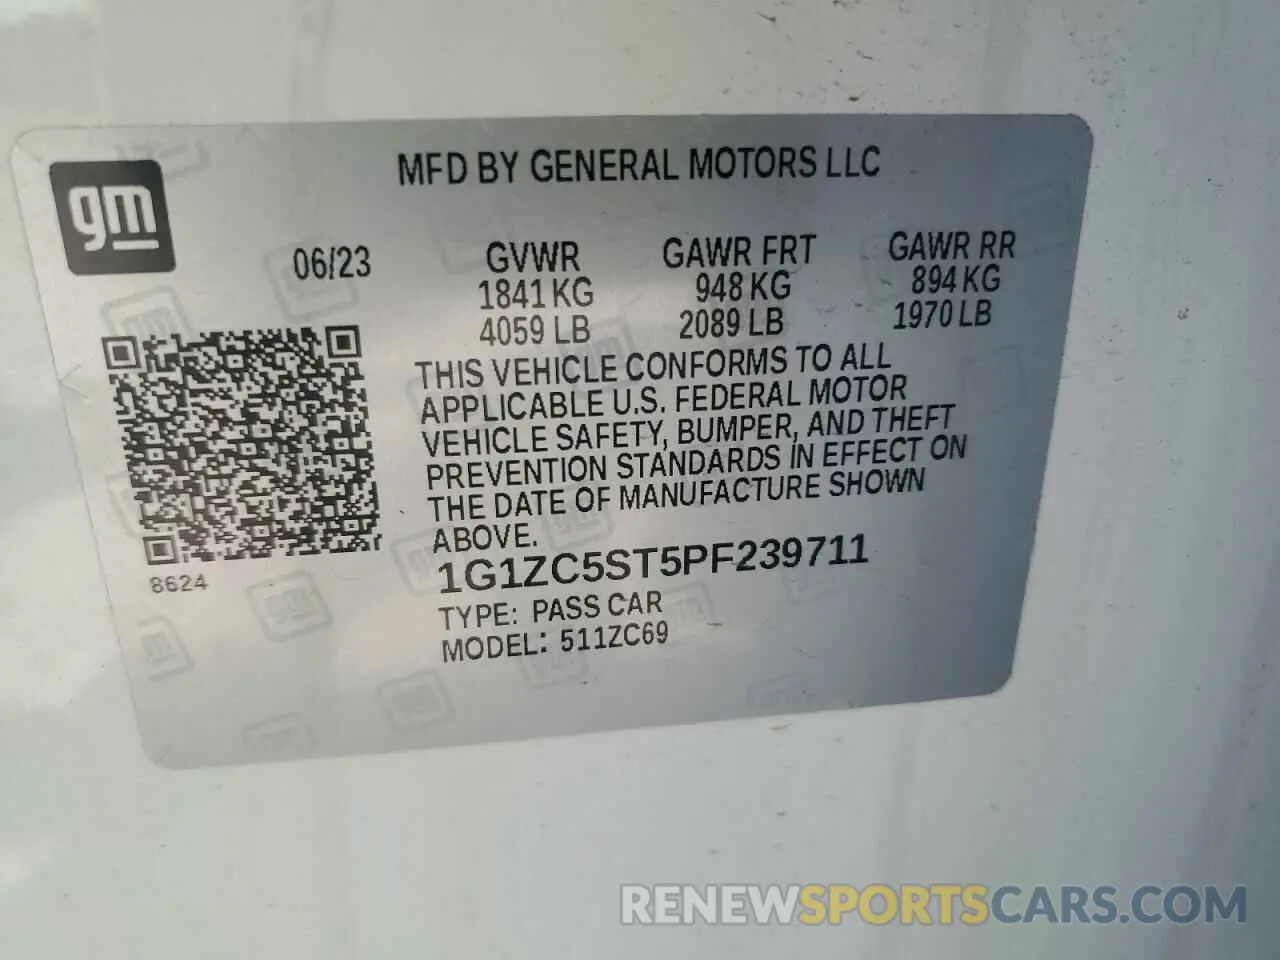 gm
MFD BY GENERAL MOTORS LLC
06/23 GVWR GAWR FRT GAWR RR
1841 KG 948 KG 894 KG
4059 LB 2089 LB 1970 LB
THIS VEHICLE CONFORMS TO ALL
APPLICABLE U.S. FEDERAL MOTOR
VEHICLE SAFETY, BUMPER, AND THEFT
PREVENTION STANDARDS IN EFFECT ON
THE DATE OF MANUFACTURE SHOWN
ABOVE.
8624
1G1ZC5ST5PF239711
TYPE: PASS CAR
MODEL: 511ZC69
RENEWSPORTSCARS.COM